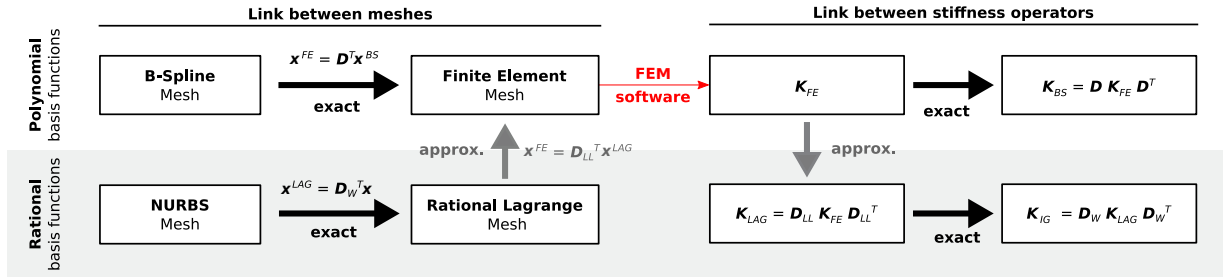 Link between meshes
Link between stiffness operators
Polynomial
basis functions
B-Spline
Mesh
x^FE = D^T x^BS
exact
Finite Element
Mesh
FEM
software
K_FE
exact
K_BS = D K_FE D^T
approx.
x^FE = D_LL^T x^LAG
approx.
Rational
basis functions
NURBS
Mesh
x^LAG = D_W^T x
exact
Rational Lagrange
Mesh
K_LAG = D_LL K_FE D_LL^T
exact
K_IG = D_W K_LAG D_W^T